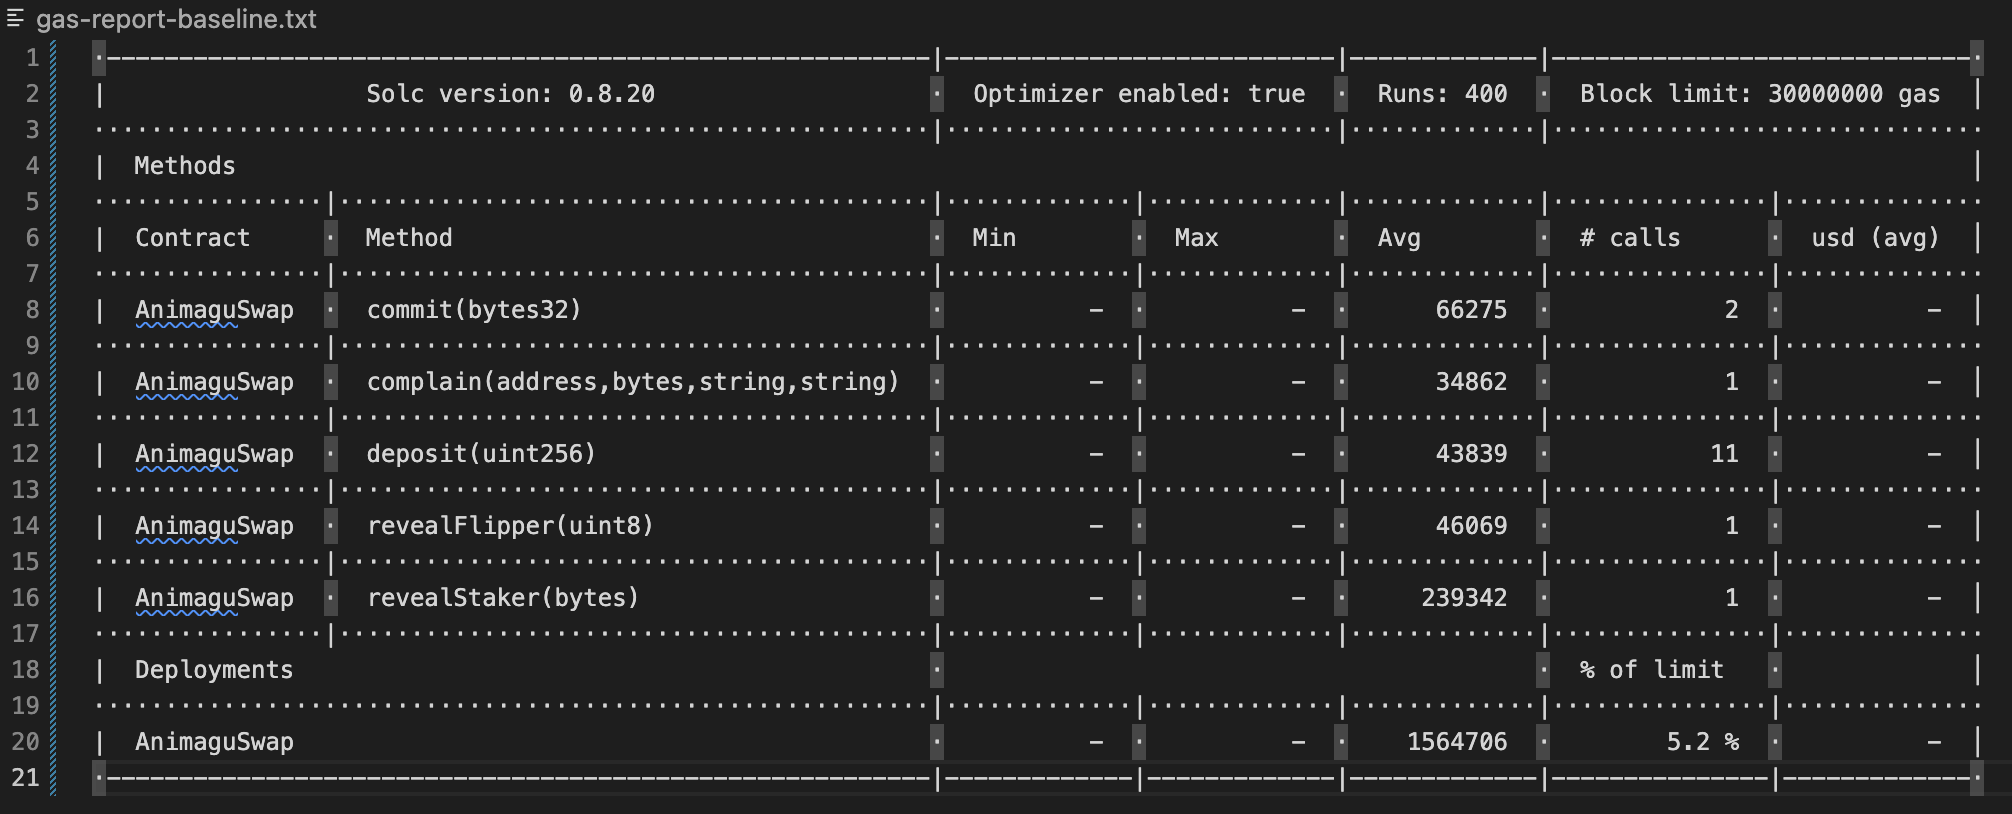 gas-report-baseline.txt
1 ·---------------------------------------------------------|---------------------------|-------------|-----------------------------·
2 | Solc version: 0.8.20 · Optimizer enabled: true · Runs: 400 · Block limit: 30000000 gas |
3 ··························································|···························|·············|······························
4 | Methods |
5 ················|·········································|·············|·············|·············|···············|··············
6 | Contract · Method · Min · Max · Avg · # calls · usd (avg) |
7 ················|·········································|·············|·············|·············|···············|··············
8 | AnimaguSwap · commit(bytes32) · - · - · 66275 · 2 · - |
9 ················|·········································|·············|·············|·············|···············|··············
10 | AnimaguSwap · complain(address,bytes,string,string) · - · - · 34862 · 1 · - |
11 ················|·········································|·············|·············|·············|···············|··············
12 | AnimaguSwap · deposit(uint256) · - · - · 43839 · 11 · - |
13 ················|·········································|·············|·············|·············|···············|··············
14 | AnimaguSwap · revealFlipper(uint8) · - · - · 46069 · 1 · - |
15 ················|·········································|·············|·············|·············|···············|··············
16 | AnimaguSwap · revealStaker(bytes) · - · - · 239342 · 1 · - |
17 ················|·········································|·············|·············|·············|···············|··············
18 | Deployments · · % of limit · |
19 ··························································|·············|·············|·············|···············|··············
20 | AnimaguSwap · - · - · 1564706 · 5.2 % · - |
21 ·---------------------------------------------------------|-------------|-------------|-------------|---------------|-------------·